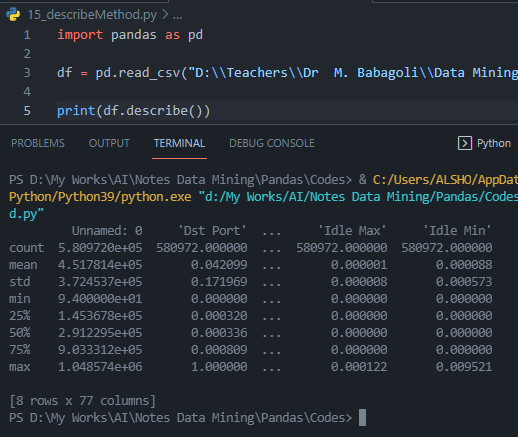 15_describeMethod.py > ...
1 import pandas as pd
2
3 df = pd.read_csv("D:\\Teachers\\Dr  M. Babagoli\\Data Mining
4
5 print(df.describe())
PROBLEMS OUTPUT TERMINAL DEBUG CONSOLE Python
PS D:\My Works\AI\Notes Data Mining\Pandas\Codes> & C:/Users/ALSHO/AppDat
Python/Python39/python.exe "d:/My Works/AI/Notes Data Mining/Pandas/Codes
d.py"
Unnamed: 0 'Dst Port' ... 'Idle Max' 'Idle Min'
count 5.809720e+05 580972.000000 ... 580972.000000 580972.000000
mean 4.517814e+05 0.042099 ... 0.000001 0.000088
std 3.724537e+05 0.171969 ... 0.000008 0.000573
min 9.400000e+01 0.000000 ... 0.000000 0.000000
25% 1.453678e+05 0.000320 ... 0.000000 0.000000
50% 2.912295e+05 0.000336 ... 0.000000 0.000000
75% 9.033312e+05 0.000809 ... 0.000000 0.000000
max 1.048574e+06 1.000000 ... 0.000122 0.009521
[8 rows x 77 columns]
PS D:\My Works\AI\Notes Data Mining\Pandas\Codes>